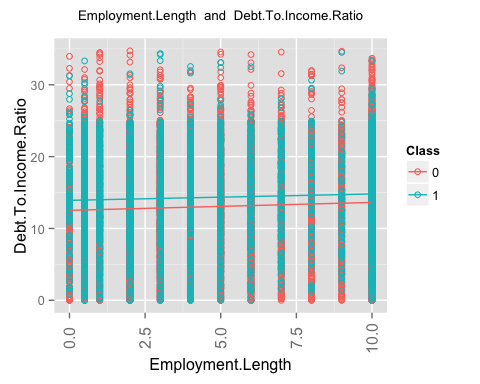 Employment.Length and Debt.To.Income.Ratio
30
20
10
0
Debt.To.Income.Ratio
0.0
2.5
5.0
7.5
10.0
Employment.Length
Class
0
1